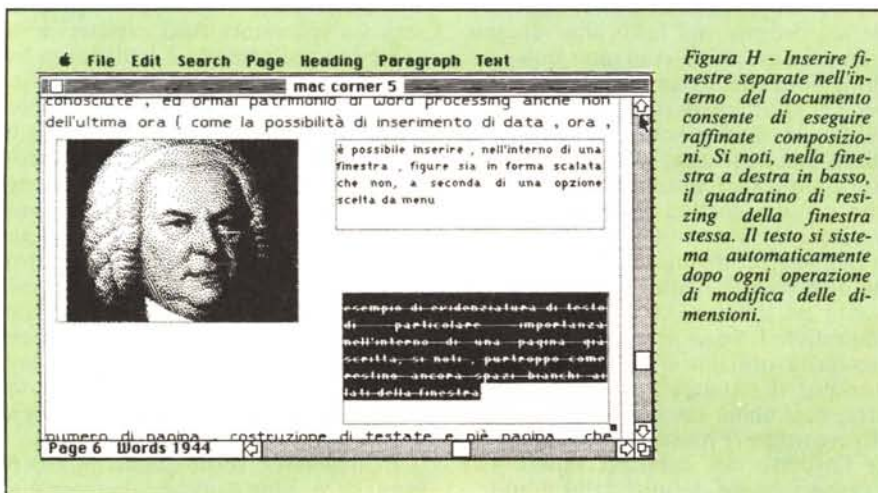 File Edit Search Page Heading Paragraph Text
mac corner 5
conosciute , ed ormai patrimonio di word processing anche non
dell'ultima ora ( come la possibilità di inserimento di data , ora ,
è possibile inserire , nell'interno di una
finestra , figure sia in forma scalata
che non, a seconda di una opzione
scelta da menu
esempio di evidenziatura di testo
di particolare importanza
nell'interno di una pagina già
scritta, si noti , purtroppo come
restino ancora spazi bianchi ai
lati della finestra
numero di pagina , costruzione di testate e piè pagina , che
Page 6 Words 1944
Figura H - Inserire fi-
nestre separate nell'in-
terno del documento
consente di eseguire
raffinate composizio-
ni. Si noti, nella fine-
stra a destra in basso,
il quadratino di resi-
zing della finestra
stessa. Il testo si siste-
ma automaticamente
dopo ogni operazione
di modifica delle di-
mensioni.